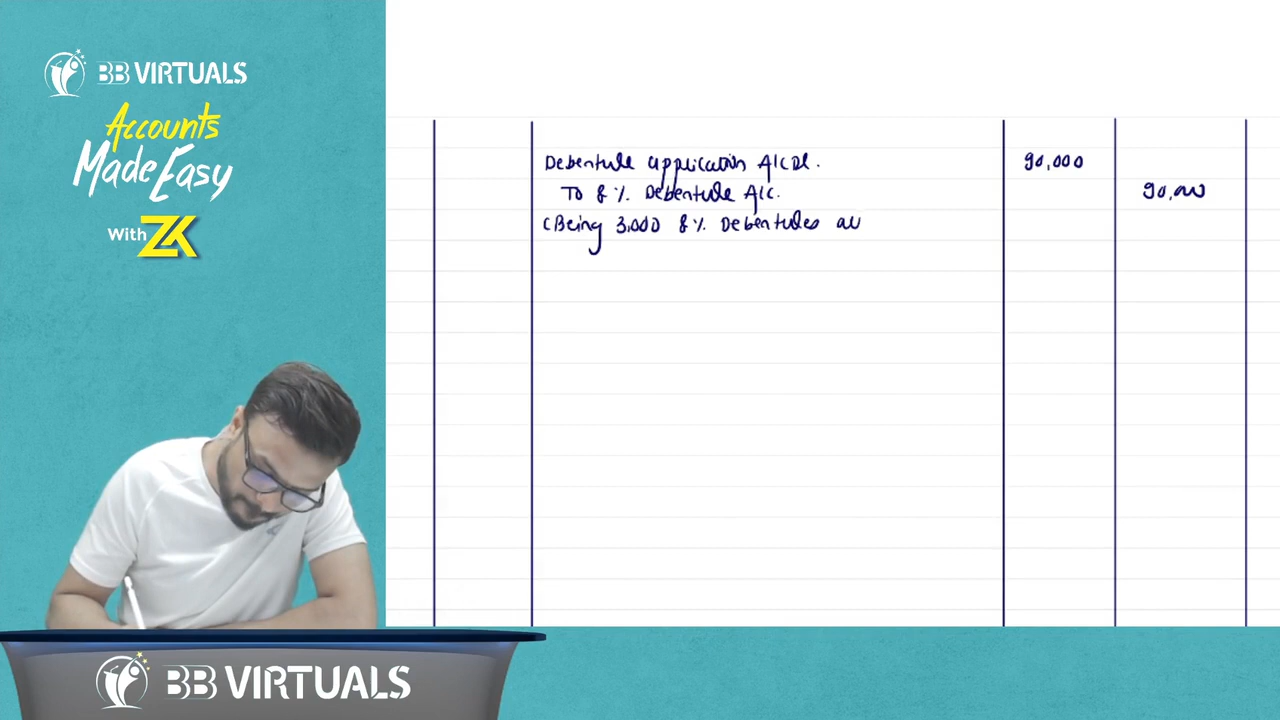 BB VIRTUALS
Accounts
Made Easy
With ZK
Debenture application A/C Dr. 90,000
To 8% Debenture A/C. 90,000
(Being 3,000 8% Debentures all
BB VIRTUALS